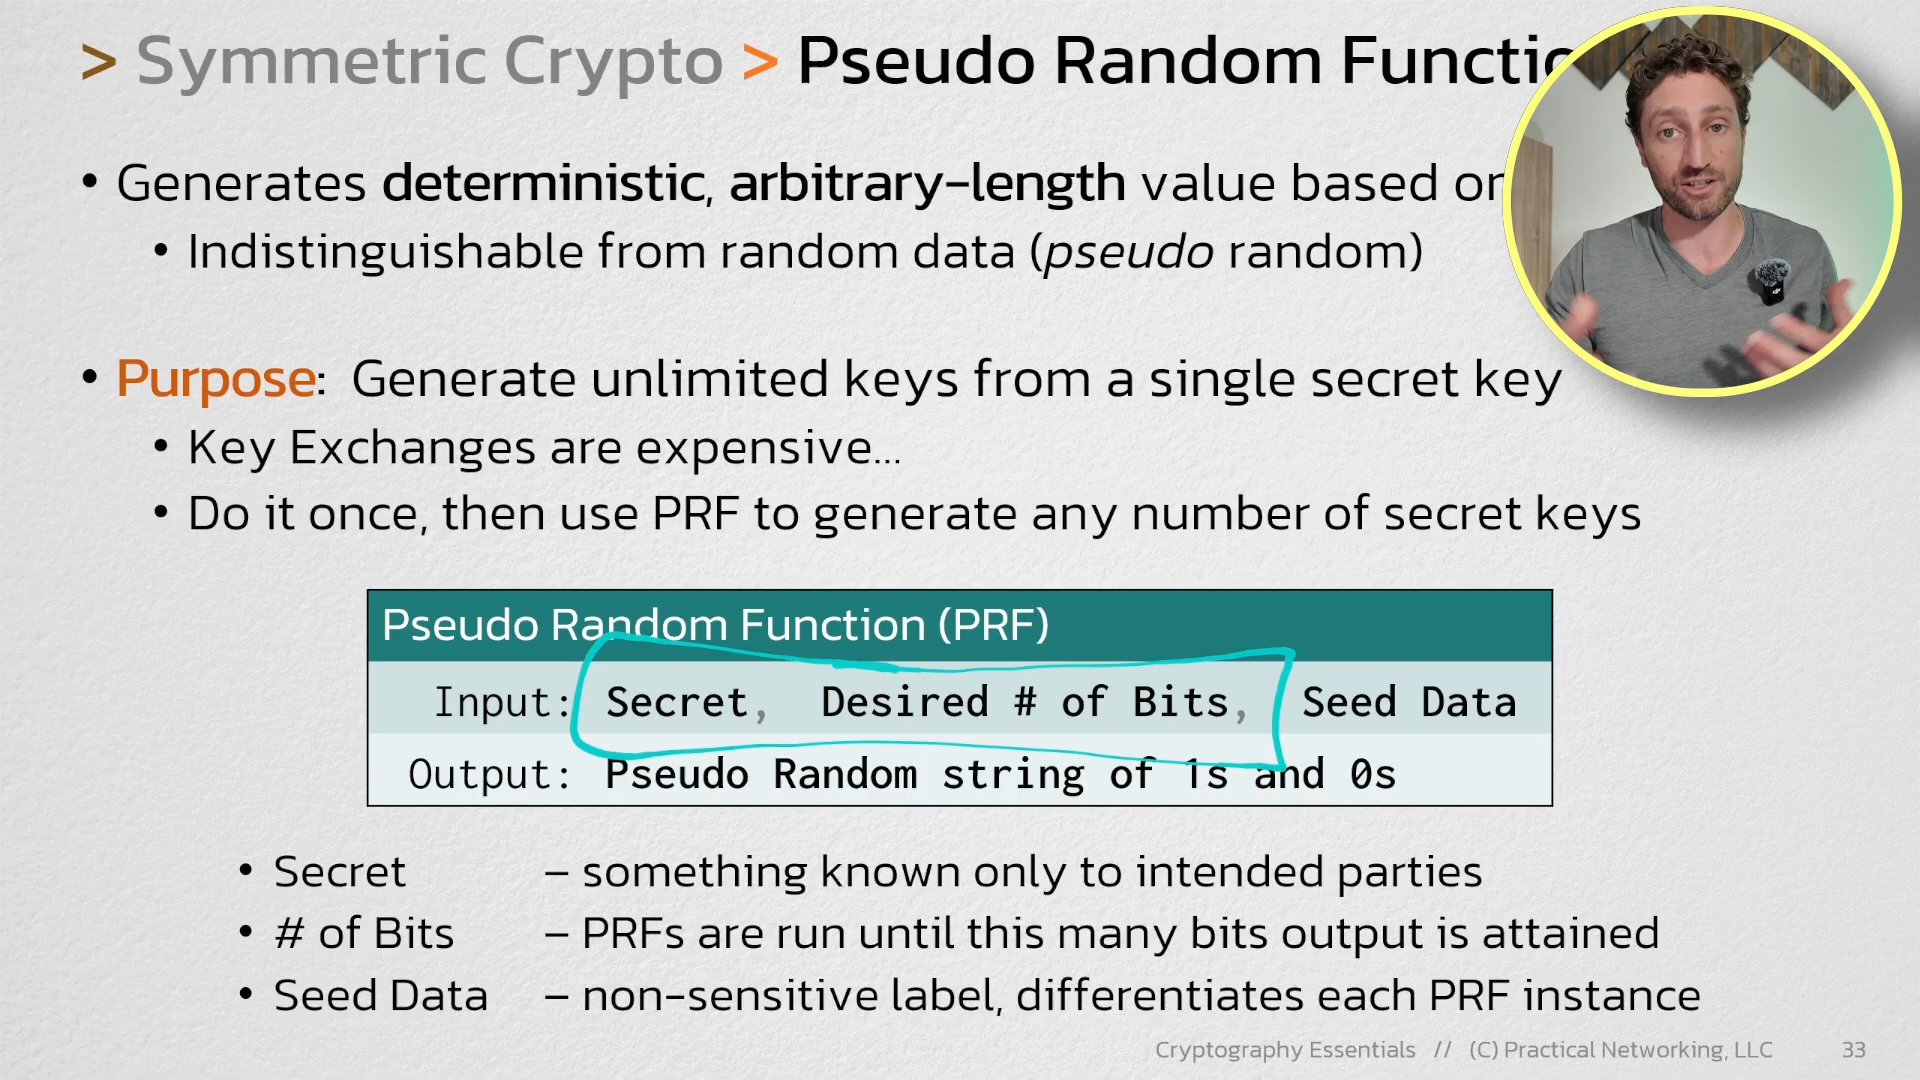 > Symmetric Crypto > Pseudo Random
• Generates deterministic, arbitrary-length value based
• Indistinguishable from random data (pseudo random)
• Purpose: Generate unlimited keys from a single secret key
• Key Exchanges are expensive...
• Do it once, then use PRF to generate any number of secret keys
Pseudo Random Function (PRF)
Input: Secret, Desired # of Bits, Seed Data
Output: Pseudo Random string of 1s and 0s
• Secret – something known only to intended parties
• # of Bits – PRFs are run until this many bits output is attained
• Seed Data – non-sensitive label, differentiates each PRF instance
Cryptography Essentials // (C) Practical Networking, LLC 33